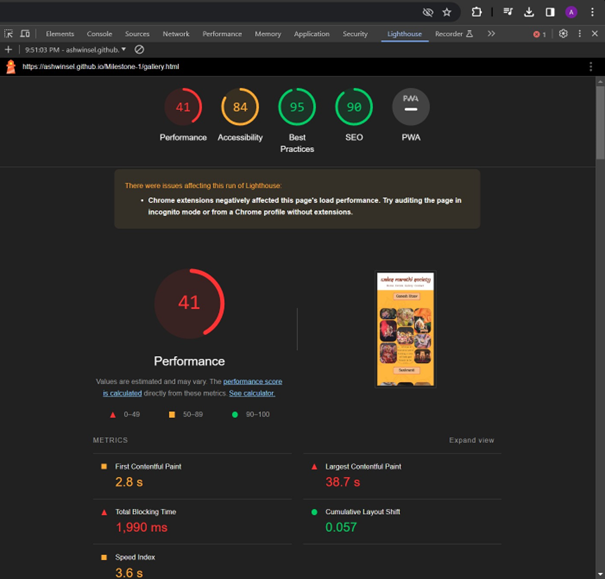 A
Elements Console Sources Network Performance Memory Application Security Lighthouse Recorder 1
9:51:03 PM - ashwinsel.github.
https://ashwinsel.github.io/Milestone-1/gallery.html
41 84 95 90 PWA
Performance Accessibility Best Practices SEO PWA
There were issues affecting this run of Lighthouse:
Chrome extensions negatively affected this page's load performance. Try auditing the page in
incognito mode or from a Chrome profile without extensions.
41
Performance
Values are estimated and may vary. The performance score
is calculated directly from these metrics. See calculator.
0–49 50–89 90–100
METRICS Expand view
First Contentful Paint
2.8 s
Largest Contentful Paint
38.7 s
Total Blocking Time
1,990 ms
Cumulative Layout Shift
0.057
Speed Index
3.6 s